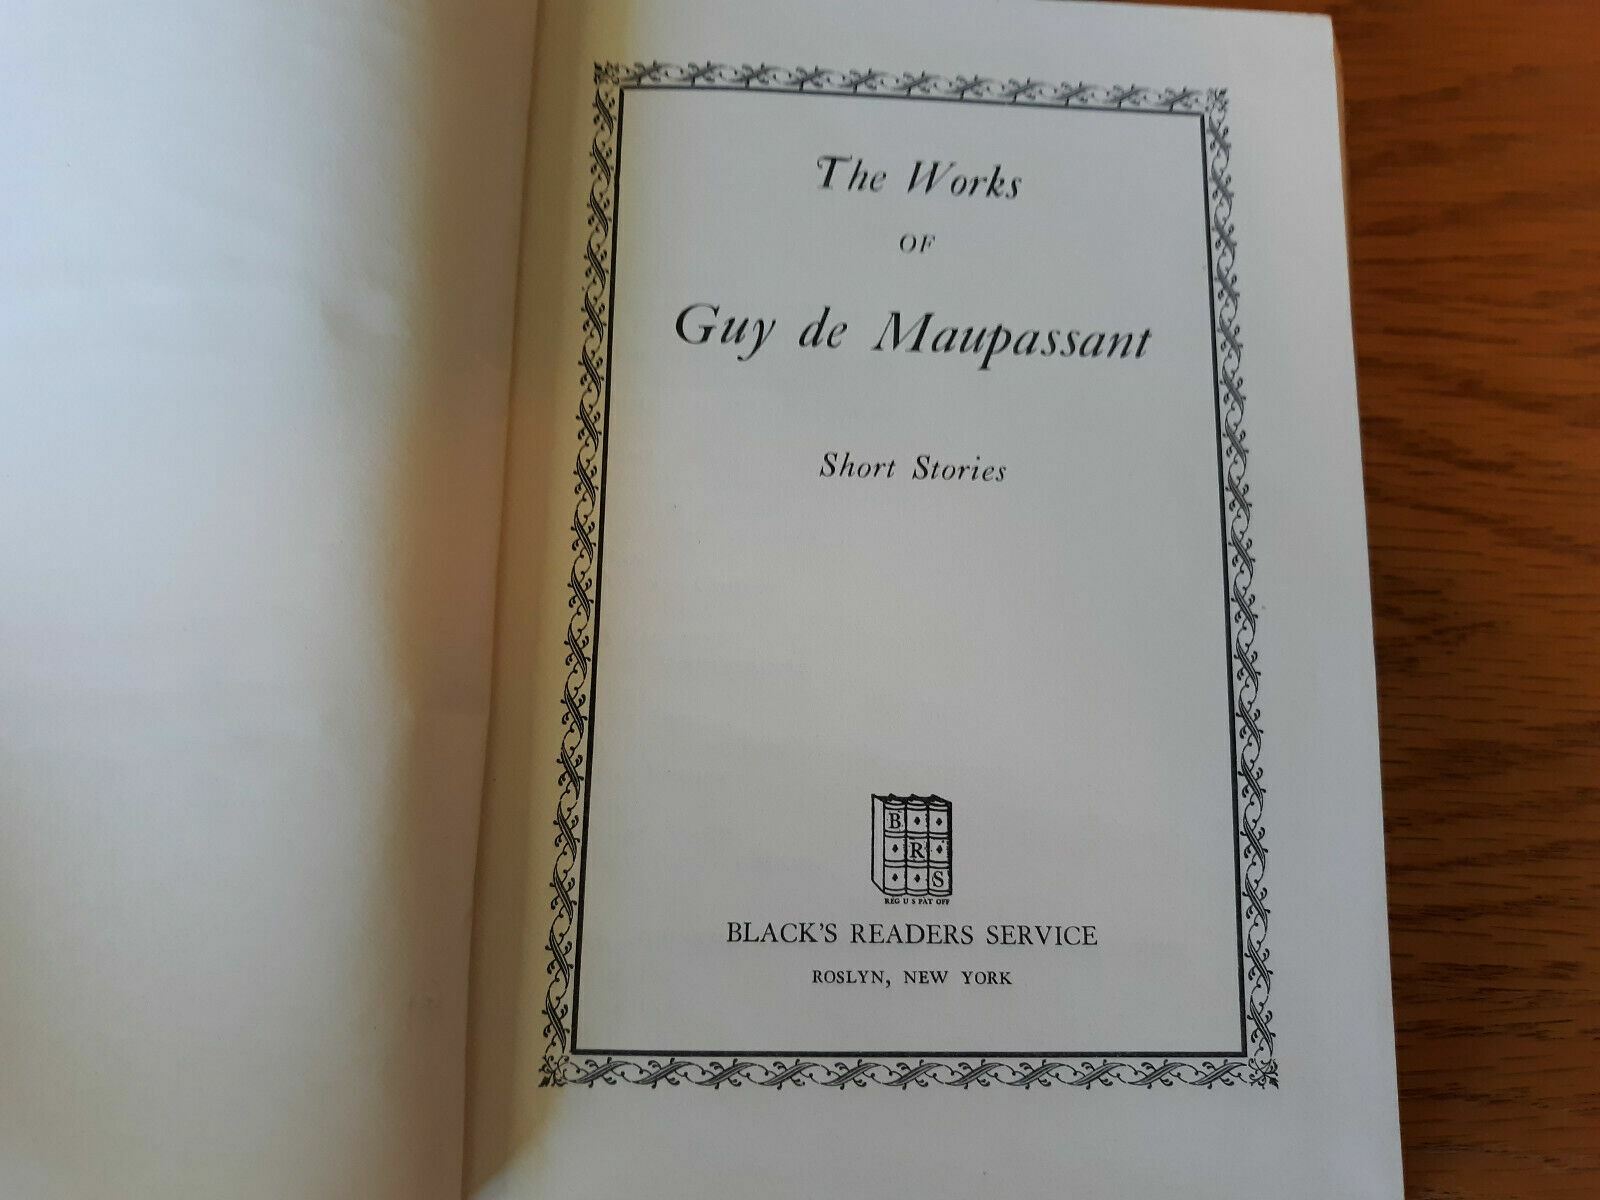 The Works
OF
Guy de Maupassant
Short Stories
B
R
S
REG U S PAT OFF
BLACK'S READERS SERVICE
ROSLYN, NEW YORK